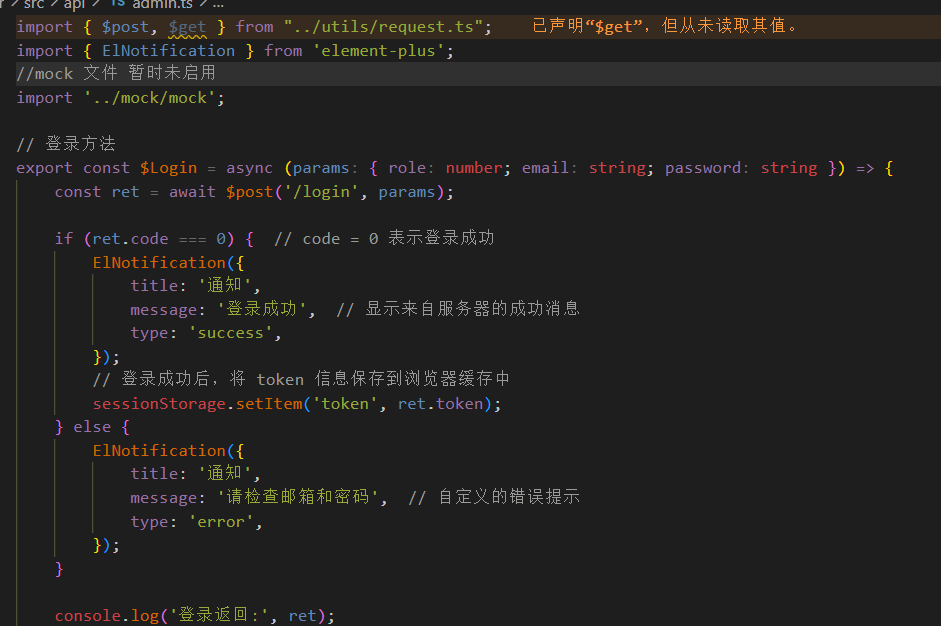 src > api > TS admin.ts > ...
import { $post, $get } from "../utils/request.ts";    已声明“$get”，但从未读取其值。
import { ElNotification } from 'element-plus';
//mock 文件 暂时未启用
import '../mock/mock';
// 登录方法
export const $Login = async (params: { role: number; email: string; password: string }) => {
    const ret = await $post('/login', params);
    if (ret.code === 0) {  // code = 0 表示登录成功
        ElNotification({
            title: '通知',
            message: '登录成功',  // 显示来自服务器的成功消息
            type: 'success',
        });
        // 登录成功后，将 token 信息保存到浏览器缓存中
        sessionStorage.setItem('token', ret.token);
    } else {
        ElNotification({
            title: '通知',
            message: '请检查邮箱和密码',  // 自定义的错误提示
            type: 'error',
        });
    }
    console.log('登录返回:', ret);